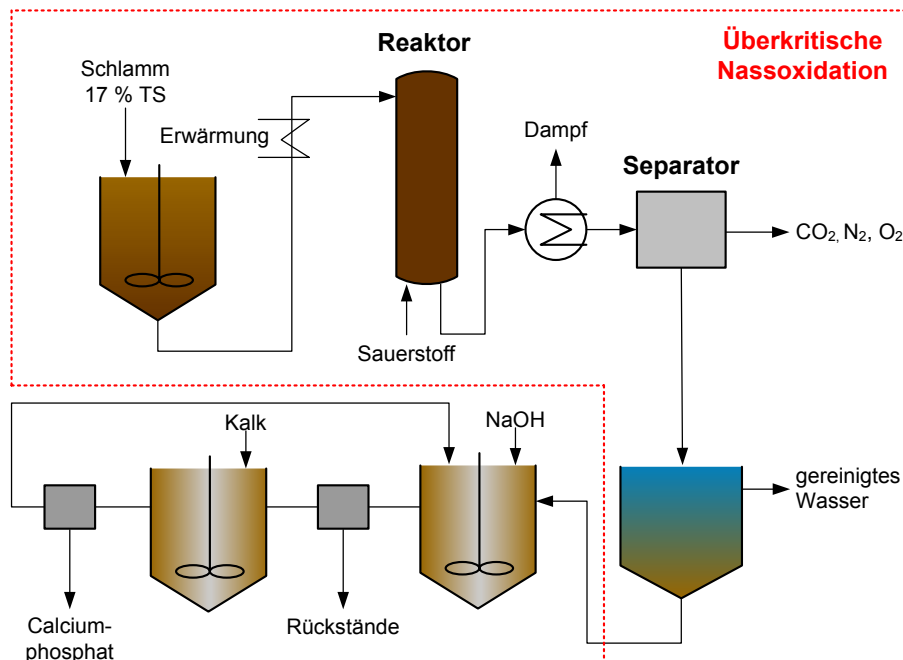 Überkritische
Nassoxidation
Reaktor
Schlamm
17 % TS
Erwärmung
Dampf
Separator
CO₂, N₂, O₂
Sauerstoff
Kalk
NaOH
gereinigtes
Wasser
Calcium-
phosphat
Rückstände